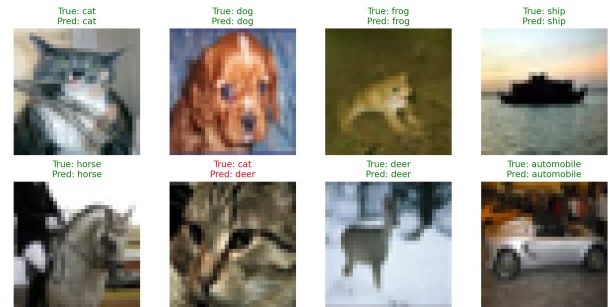 True: cat
Pred: cat
True: dog
Pred: dog
True: frog
Pred: frog
True: ship
Pred: ship
True: horse
Pred: horse
True: cat
Pred: deer
True: deer
Pred: deer
True: automobile
Pred: automobile